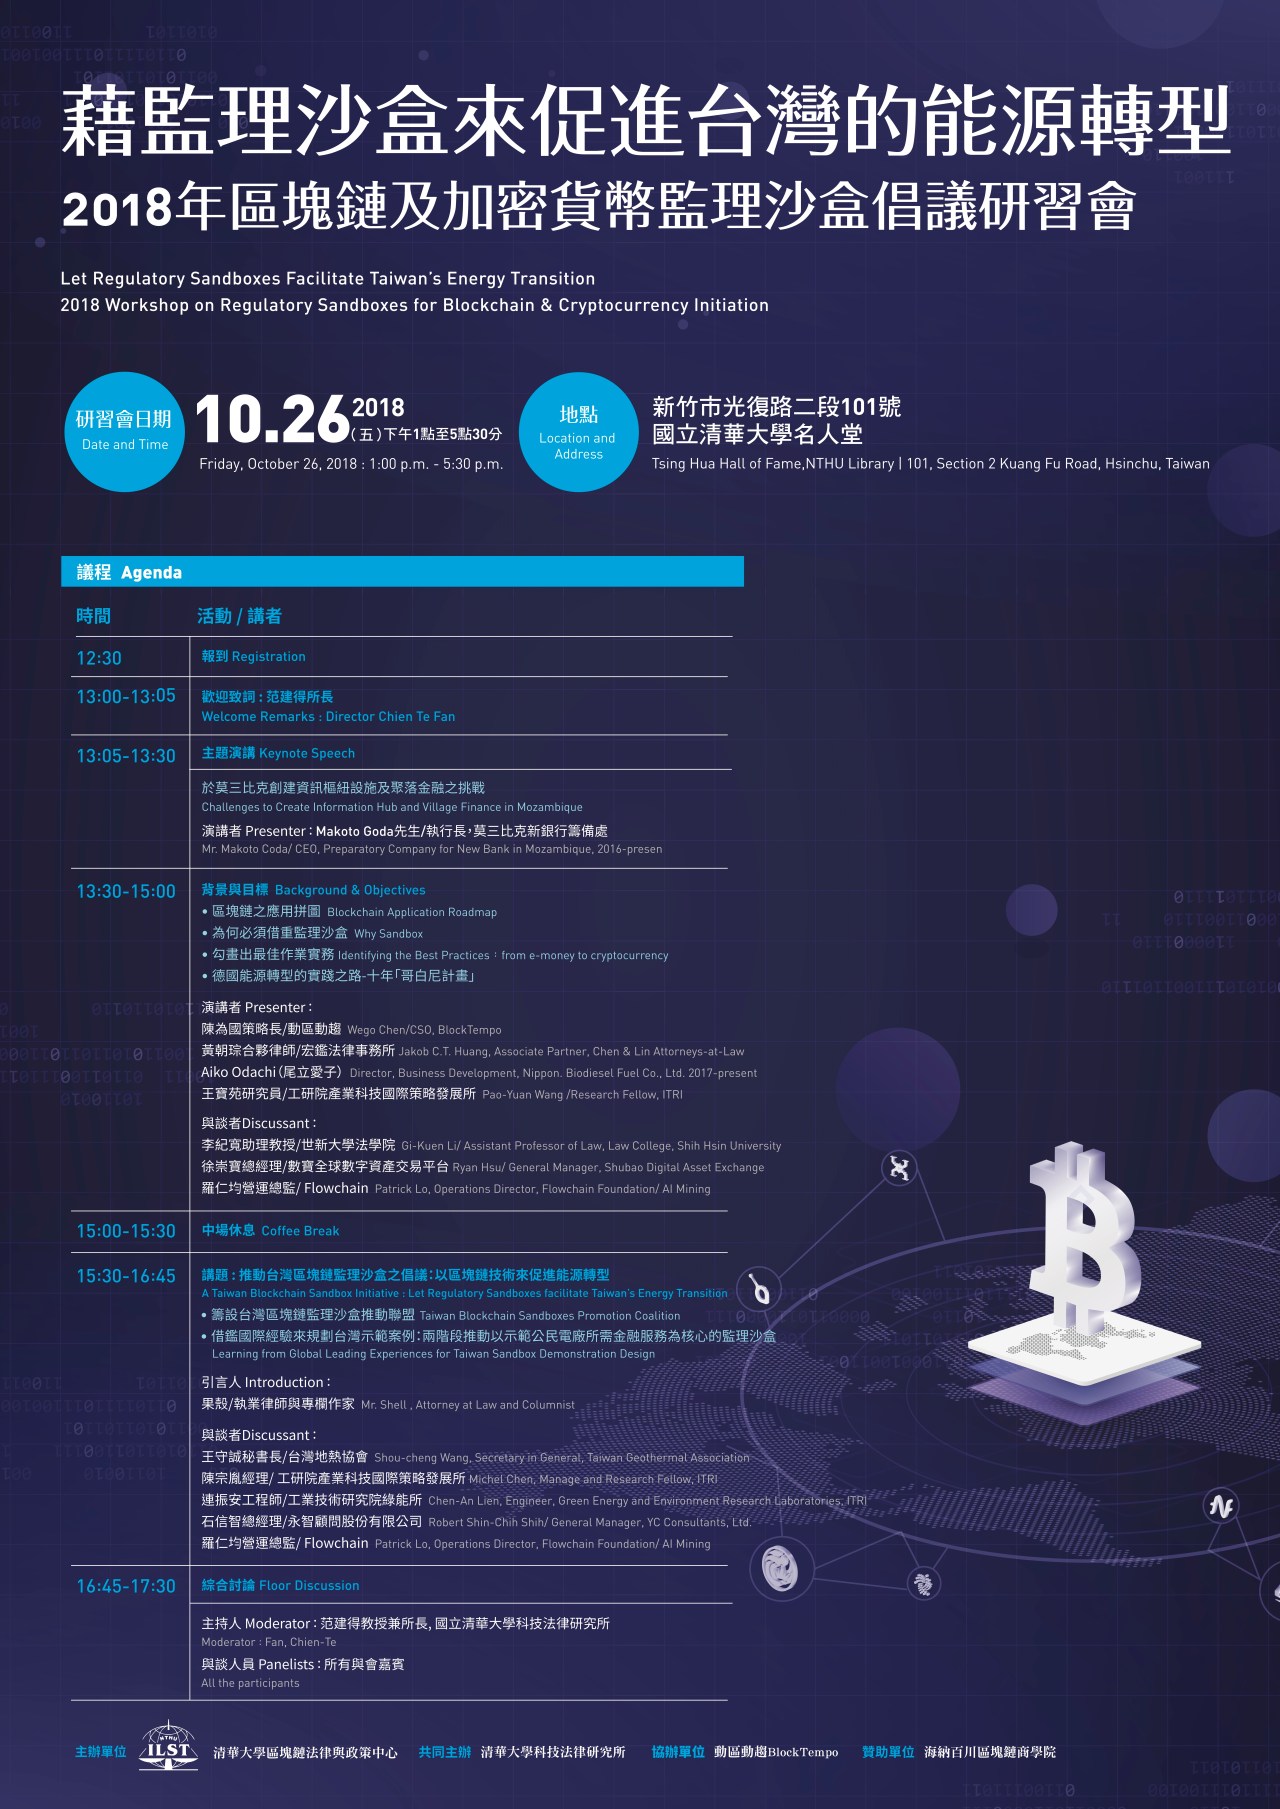 藉監理沙盒來促進台灣的能源轉型
2018年區塊鏈及加密貨幣監理沙盒倡議研習會
Let Regulatory Sandboxes Facilitate Taiwan's Energy Transition
2018 Workshop on Regulatory Sandboxes for Blockchain & Cryptocurrency Initiation
研習會日期
Date and Time
10.26 2018
(五)下午1點至5點30分
Friday, October 26, 2018 : 1:00 p.m. - 5:30 p.m.
地點
Location and
Address
新竹市光復路二段101號
國立清華大學名人堂
Tsing Hua Hall of Fame,NTHU Library | 101, Section 2 Kuang Fu Road, Hsinchu, Taiwan
議程 Agenda
時間 活動 / 講者
12:30 報到 Registration
13:00-13:05 歡迎致詞 : 范建得所長
Welcome Remarks : Director Chien Te Fan
13:05-13:30 主題演講 Keynote Speech
於莫三比克創建資訊樞紐設施及聚落金融之挑戰
Challenges to Create Information Hub and Village Finance in Mozambique
演講者 Presenter : Makoto Goda先生/執行長,莫三比克新銀行籌備處
Mr. Makoto Coda/ CEO, Preparatory Company for New Bank in Mozambique, 2016-presen
13:30-15:00 背景與目標 Background & Objectives
• 區塊鏈之應用拼圖 Blockchain Application Roadmap
• 為何必須借重監理沙盒 Why Sandbox
• 勾畫出最佳作業實務 Identifying the Best Practices : from e-money to cryptocurrency
• 德國能源轉型的實踐之路-十年「哥白尼計畫」
演講者 Presenter :
陳為國策略長/動區動趨 Wego Chen/CSO, BlockTempo
黃朝琮合夥律師/宏鑑法律事務所 Jakob C.T. Huang, Associate Partner, Chen & Lin Attorneys-at-Law
Aiko Odachi (尾立愛子) Director, Business Development, Nippon. Biodiesel Fuel Co., Ltd. 2017-present
王寶苑研究員/工研院產業科技國際策略發展所 Pao-Yuan Wang /Research Fellow, ITRI
與談者Discussant :
李紀寬助理教授/世新大學法學院 Gi-Kuen Li/ Assistant Professor of Law, Law College, Shih Hsin University
徐崇寶總經理/數寶全球數字資產交易平台 Ryan Hsu/ General Manager, Shubao Digital Asset Exchange
羅仁均營運總監/ Flowchain Patrick Lo, Operations Director, Flowchain Foundation/ AI Mining
15:00-15:30 中場休息 Coffee Break
15:30-16:45 講題 : 推動台灣區塊鏈監理沙盒之倡議:以區塊鏈技術來促進能源轉型
A Taiwan Blockchain Sandbox Initiative : Let Regulatory Sandboxes facilitate Taiwan's Energy Transition
• 籌設台灣區塊鏈監理沙盒推動聯盟 Taiwan Blockchain Sandboxes Promotion Coalition
• 借鑑國際經驗來規劃台灣示範案例:兩階段推動以示範公民電廠所需金融服務為核心的監理沙盒
Learning from Global Leading Experiences for Taiwan Sandbox Demonstration Design
引言人 Introduction :
果殼/執業律師與專欄作家 Mr. Shell , Attorney at Law and Columnist
與談者Discussant :
王守誠秘書長/台灣地熱協會 Shou-cheng Wang, Secretary in General, Taiwan Geothermal Association
陳宗胤經理/ 工研院產業科技國際策略發展所 Michel Chen, Manage and Research Fellow, ITRI
連振安工程師/工業技術研究院綠能所 Chen-An Lien, Engineer, Green Energy and Environment Research Laboratories, ITRI
石信智總經理/永智顧問股份有限公司 Robert Shin-Chih Shih/ General Manager, YC Consultants, Ltd.
羅仁均營運總監/ Flowchain Patrick Lo, Operations Director, Flowchain Foundation/ AI Mining
16:45-17:30 綜合討論 Floor Discussion
主持人 Moderator : 范建得教授兼所長, 國立清華大學科技法律研究所
Moderator : Fan, Chien-Te
與談人員 Panelists : 所有與會嘉賓
All the participants
主辦單位 NTHU ILST 清華大學區塊鏈法律與政策中心 共同主辦 清華大學科技法律研究所 協辦單位 動區動趨BlockTempo 贊助單位 海納百川區塊鏈商學院